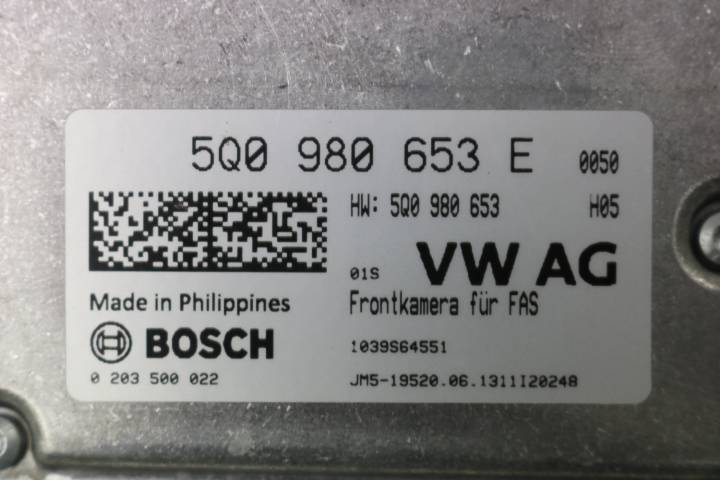 5Q0 980 653 E 0050
HW: 5Q0 980 653 H05
01S VW AG
Made in Philippines
Frontkamera für FAS
BOSCH
1039S64551
0 203 500 022
JM5-19520.06.1311I20248